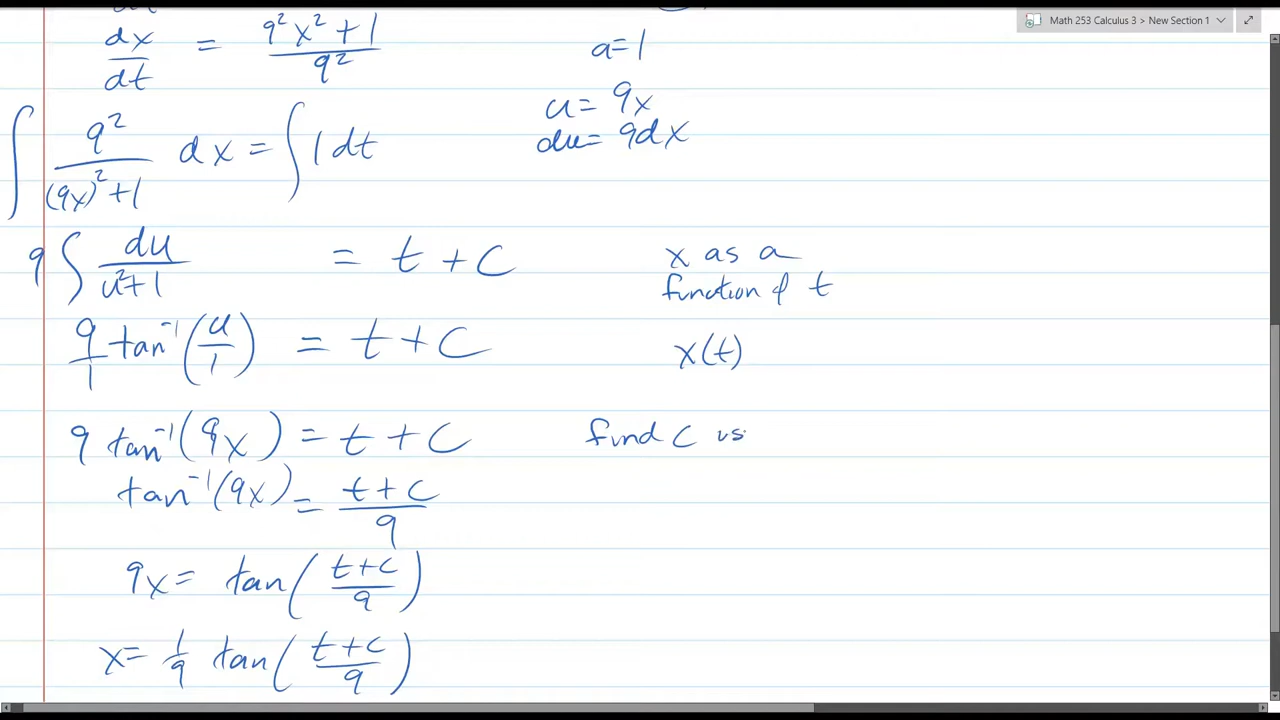 Math 253 Calculus 3 > New Section 1
dx/dt = (9²x² + 1)/9²
a=1
u = 9x
du = 9dx
∫ 9²/((9x)²+1) dx = ∫ 1 dt
9 ∫ du/(u²+1) = t + C
x as a
function of t
9/1 tan⁻¹(u/1) = t + C
x(t)
9 tan⁻¹(9x) = t + C
find C us
tan⁻¹(9x) = (t+C)/9
9x = tan((t+C)/9)
x = 1/9 tan((t+C)/9)